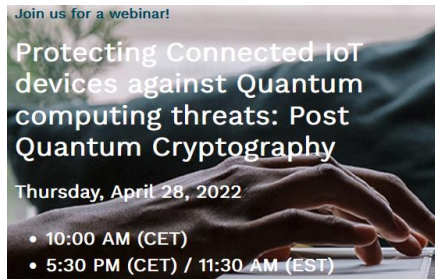 Join us for a webinar!
Protecting Connected IoT
devices against Quantum
computing threats: Post
Quantum Cryptography
Thursday, April 28, 2022
• 10:00 AM (CET)
• 5:30 PM (CET) / 11:30 AM (EST)